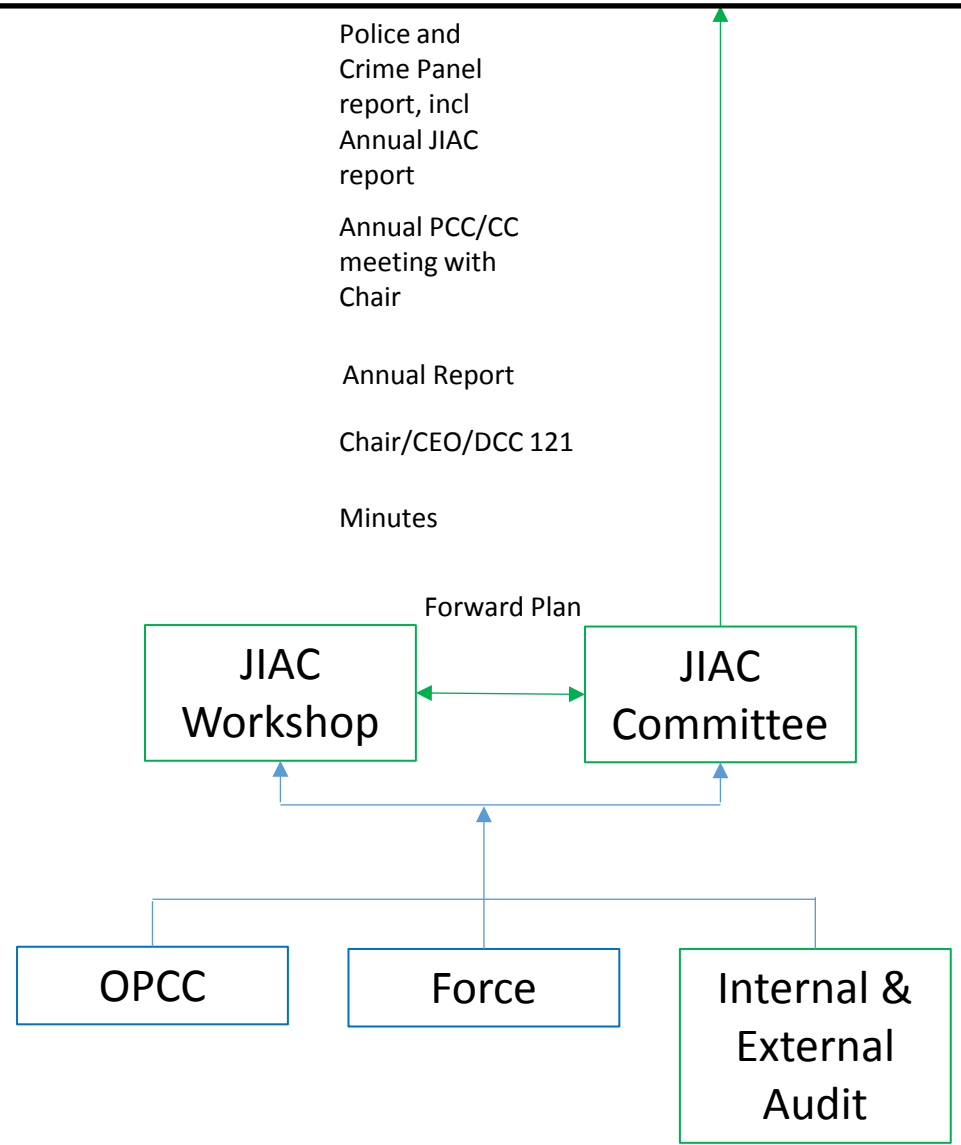 Police and
Crime Panel
report, incl
Annual JIAC
report
Annual PCC/CC
meeting with
Chair
Annual Report
Chair/CEO/DCC 121
Minutes
Forward Plan
JIAC
Workshop
JIAC
Committee
OPCC
Force
Internal &
External
Audit